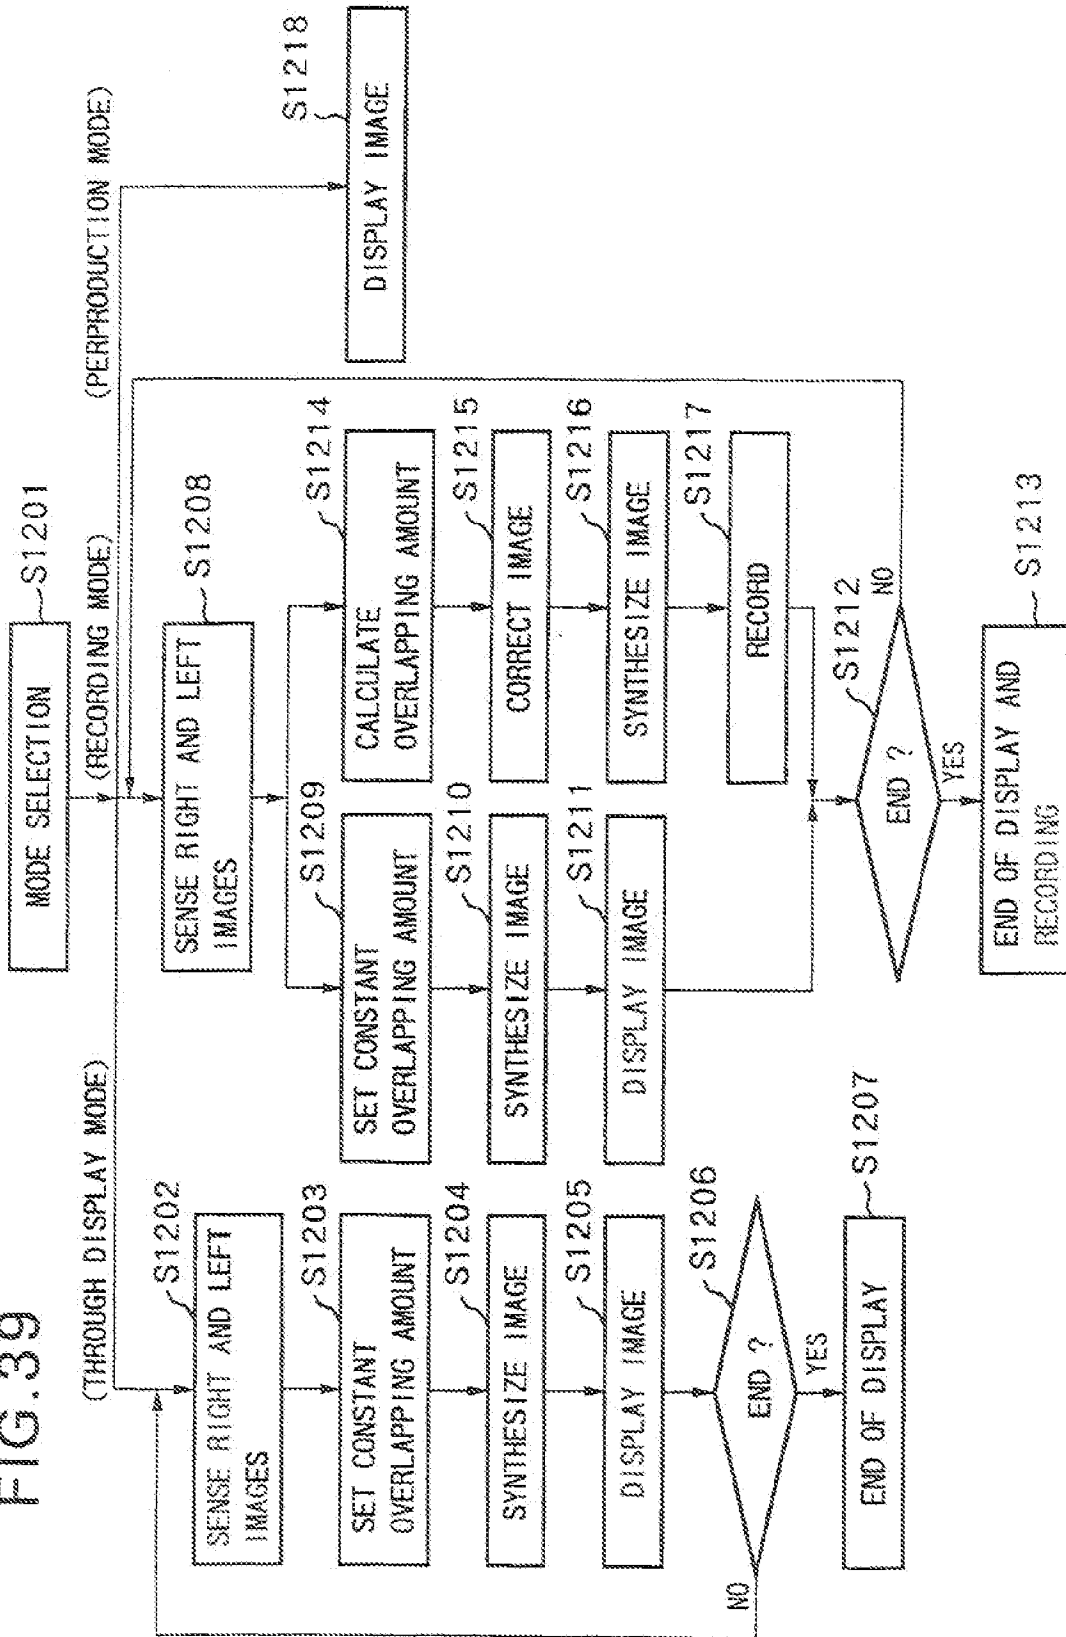 FIG.39
MODE SELECTION
S1201
(THROUGH DISPLAY MODE)
(RECORDING MODE)
(PERPRODUCTION MODE)
SENSE RIGHT AND LEFT
IMAGES
S1202
SET CONSTANT
OVERLAPPING AMOUNT
S1203
SYNTHESIZE IMAGE
S1204
DISPLAY IMAGE
S1205
END ?
S1206
NO
YES
END OF DISPLAY
S1207
SENSE RIGHT AND LEFT
IMAGES
S1208
SET CONSTANT
OVERLAPPING AMOUNT
S1209
SYNTHESIZE IMAGE
S1210
DISPLAY IMAGE
S1211
CALCULATE
OVERLAPPING AMOUNT
S1214
CORRECT IMAGE
S1215
SYNTHESIZE IMAGE
S1216
RECORD
S1217
END ?
S1212
NO
YES
END OF DISPLAY AND
RECORDING
S1213
DISPLAY IMAGE
S1218